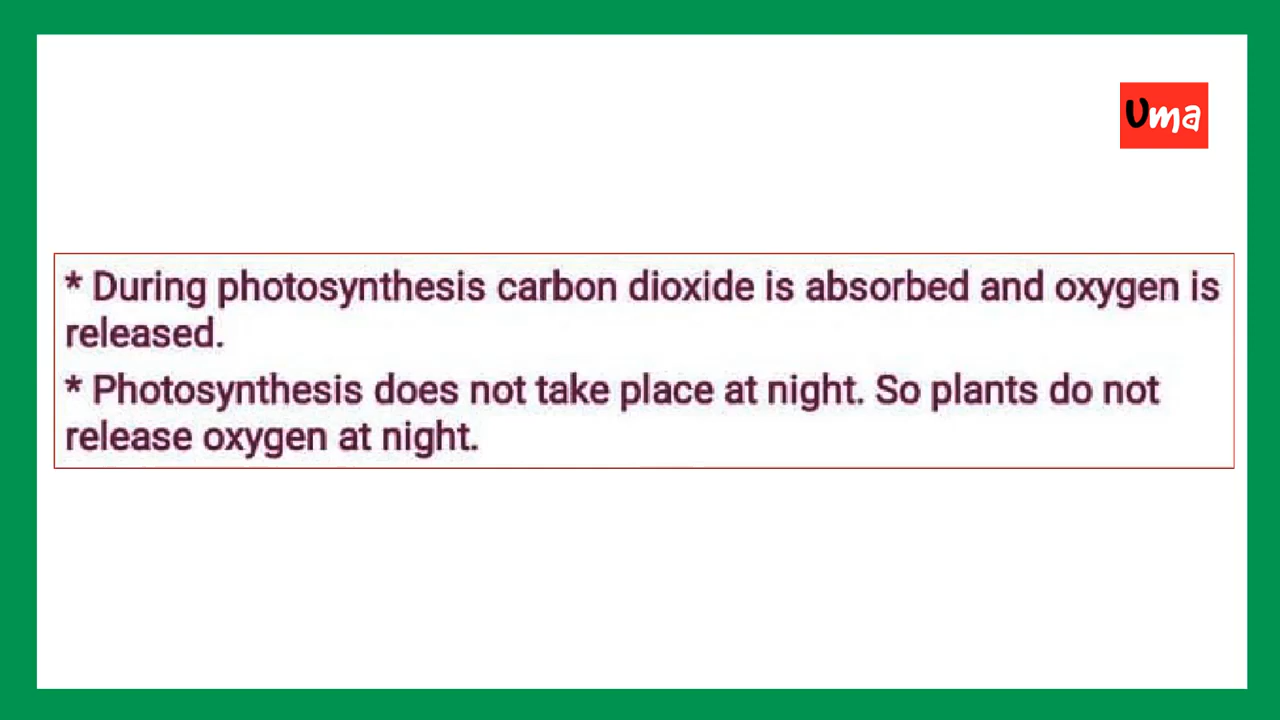 Uma
* During photosynthesis carbon dioxide is absorbed and oxygen is
released.
* Photosynthesis does not take place at night. So plants do not
release oxygen at night.